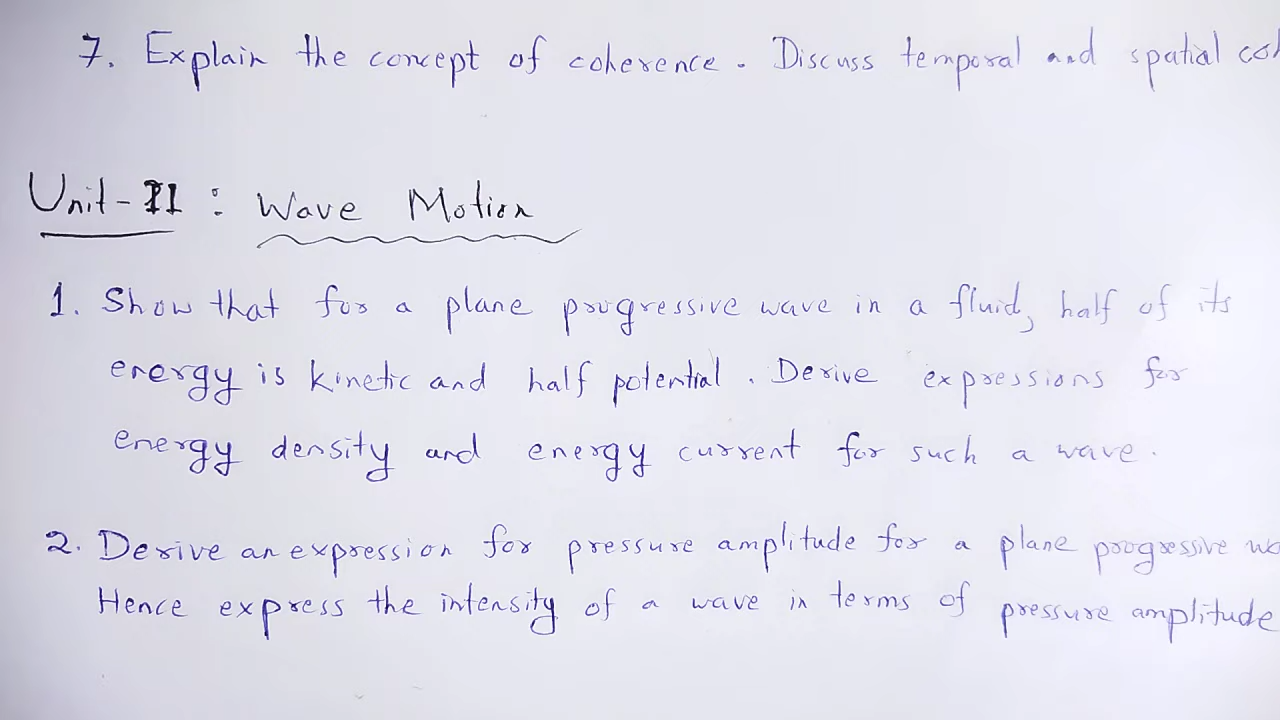 7. Explain the concept of coherence. Discuss temporal and spatial
Unit-II : Wave Motion
1. Show that for a plane progressive wave in a fluid, half of its
energy is kinetic and half potential. Derive expressions for
energy density and energy current for such a wave.
2. Derive an expression for pressure amplitude for a plane progressive
Hence express the intensity of a wave in terms of pressure amplitude